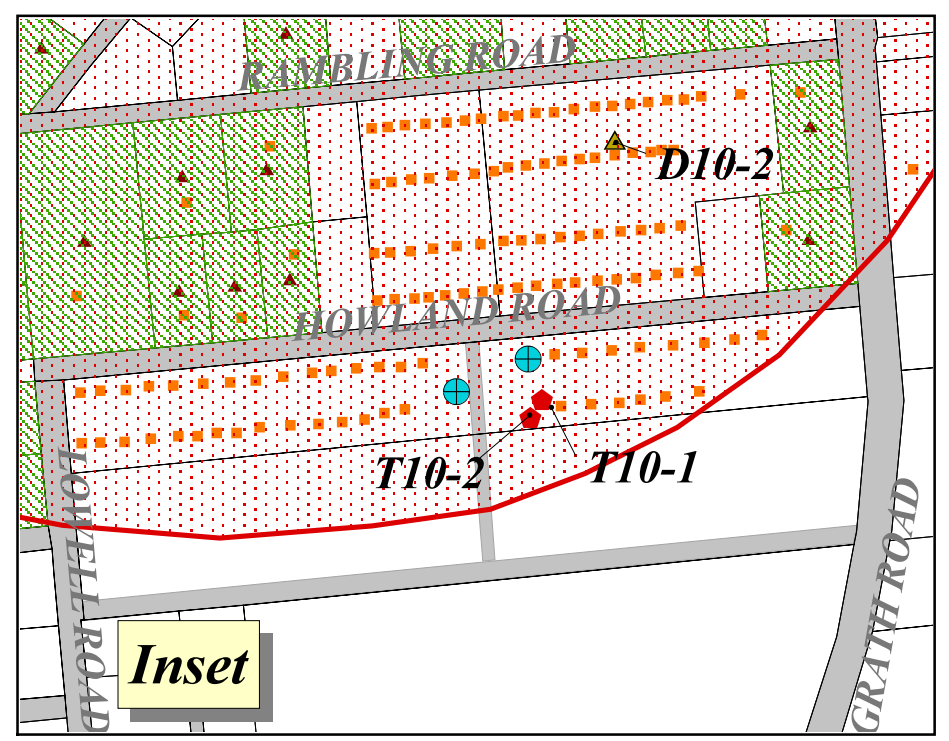 RAMBLING ROAD
D10-2
HOWLAND ROAD
T10-2
T10-1
LOWELL ROAD
GRATH ROAD
Inset